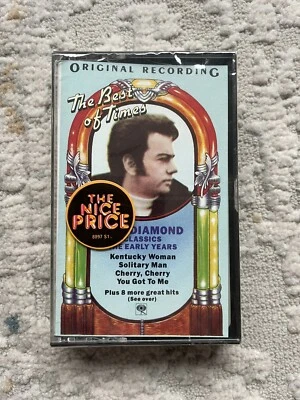 ORIGINAL RECORDING
The Best
of Times
THE
NICE
PRICE
DIAMOND
CLASSICS
EARLY YEARS
Kentucky Woman
Solitary Man
Cherry, Cherry
You Got To Me
Plus 8 more great hits
(See over)